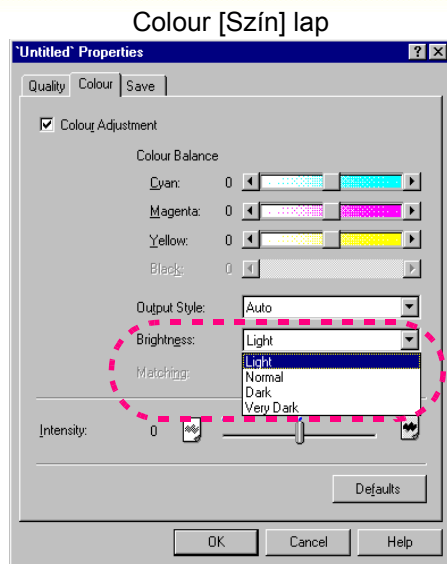 Colour [Szín] lap
`Untitled` Properties
Quality Colour Save
Colour Adjustment
Colour Balance
Cyan: 0
Magenta: 0
Yellow: 0
Black: 0
Output Style: Auto
Brightness: Light
Light
Matching:
Normal
Dark
Very Dark
Intensity: 0
Defaults
OK Cancel Help